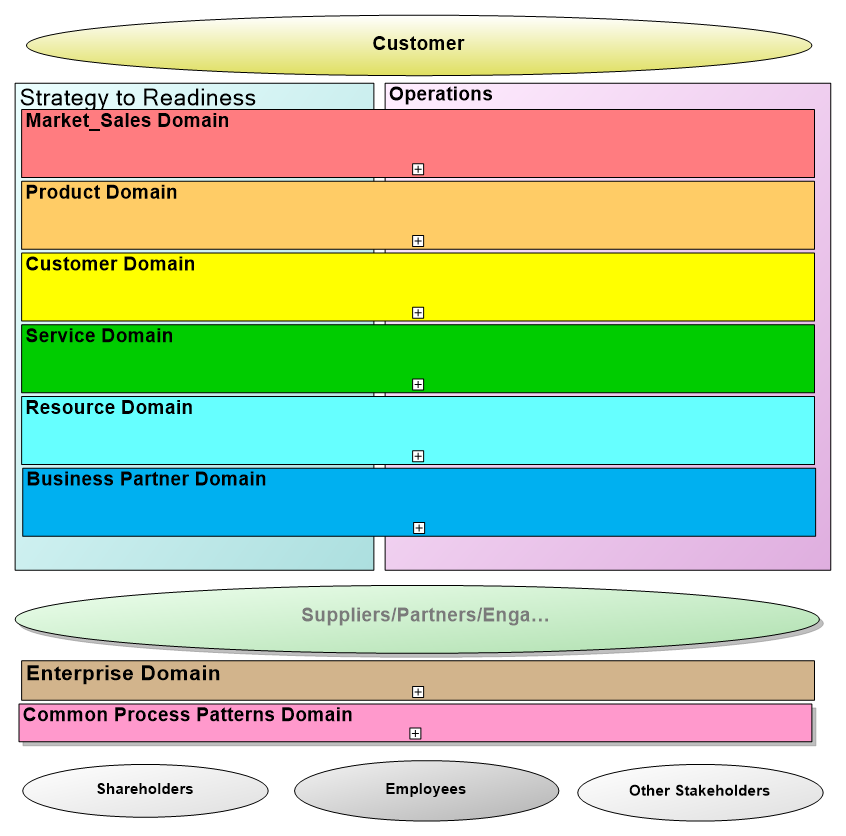 Customer
Strategy to Readiness
Operations
Market_Sales Domain
Product Domain
Customer Domain
Service Domain
Resource Domain
Business Partner Domain
Suppliers/Partners/Enga...
Enterprise Domain
Common Process Patterns Domain
Shareholders
Employees
Other Stakeholders